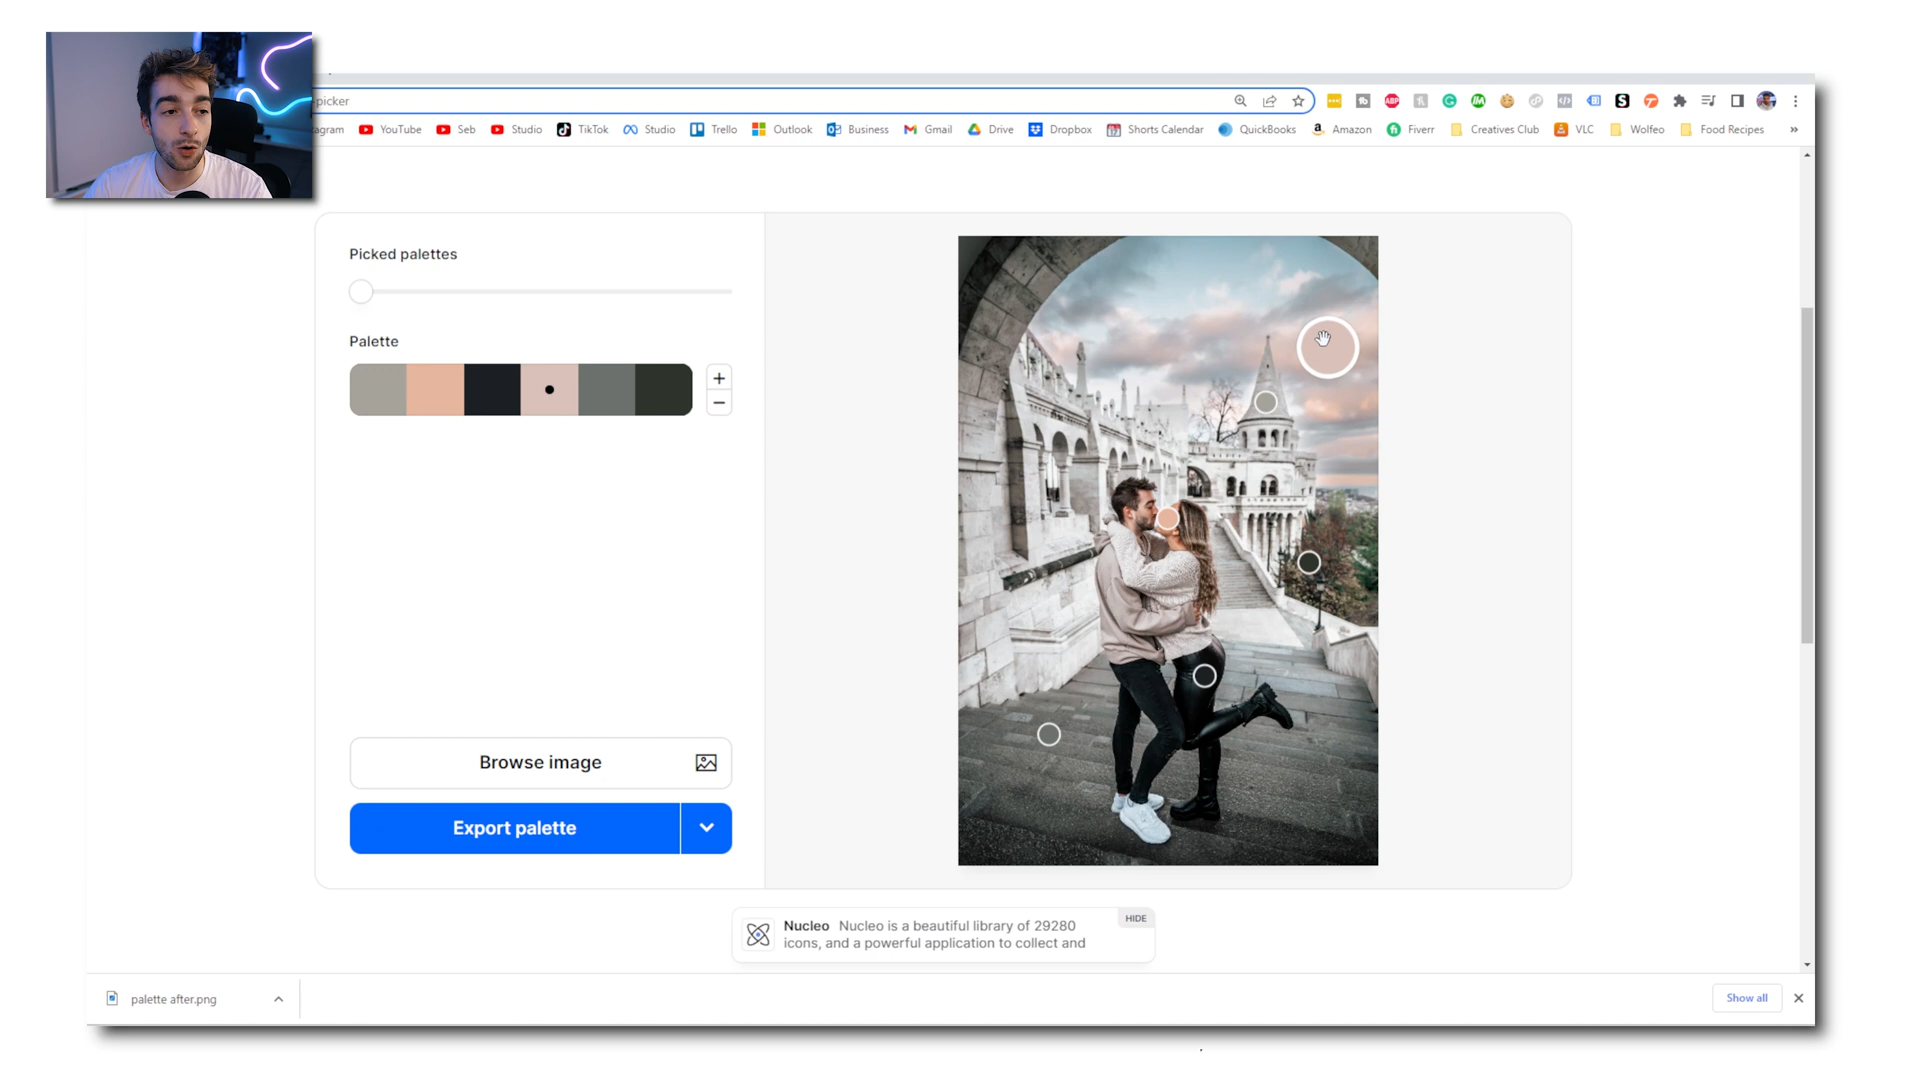 picker
agram YouTube Seb Studio TikTok Studio Trello Outlook Business Gmail Drive Dropbox Shorts Calendar QuickBooks Amazon Fiverr Creatives Club VLC Wolfeo Food Recipes »
Picked palettes
Palette
+
−
Browse image
Export palette
HIDE
Nucleo Nucleo is a beautiful library of 29280
icons, and a powerful application to collect and
palette after.png
Show all